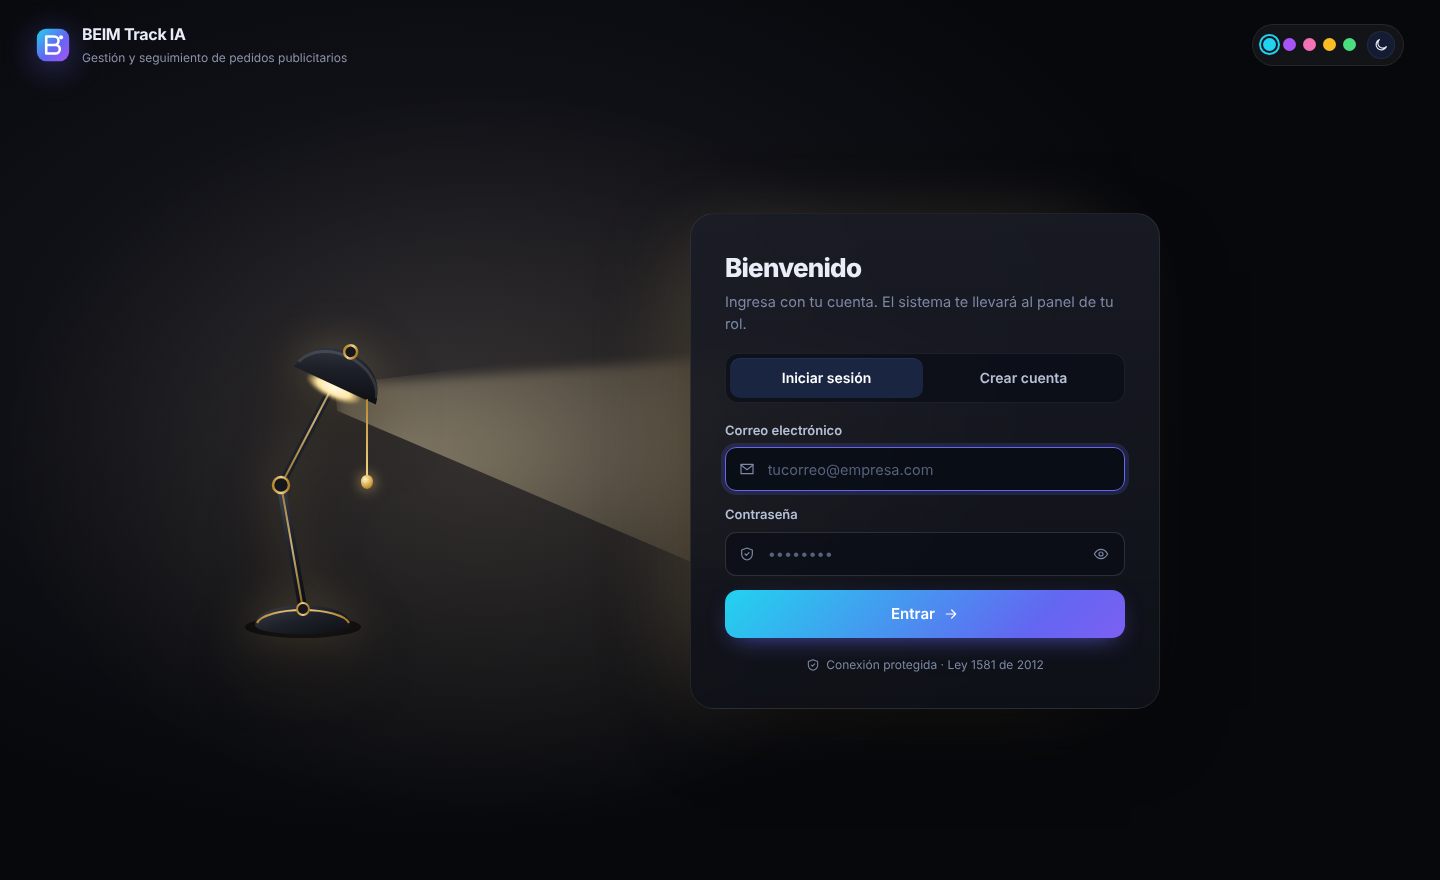 BEIM Track IA
Gestión y seguimiento de pedidos publicitarios
Bienvenido
Ingresa con tu cuenta. El sistema te llevará al panel de tu
rol.
Iniciar sesión
Crear cuenta
Correo electrónico
tucorreo@empresa.com
Contraseña
••••••••
Entrar →
Conexión protegida · Ley 1581 de 2012